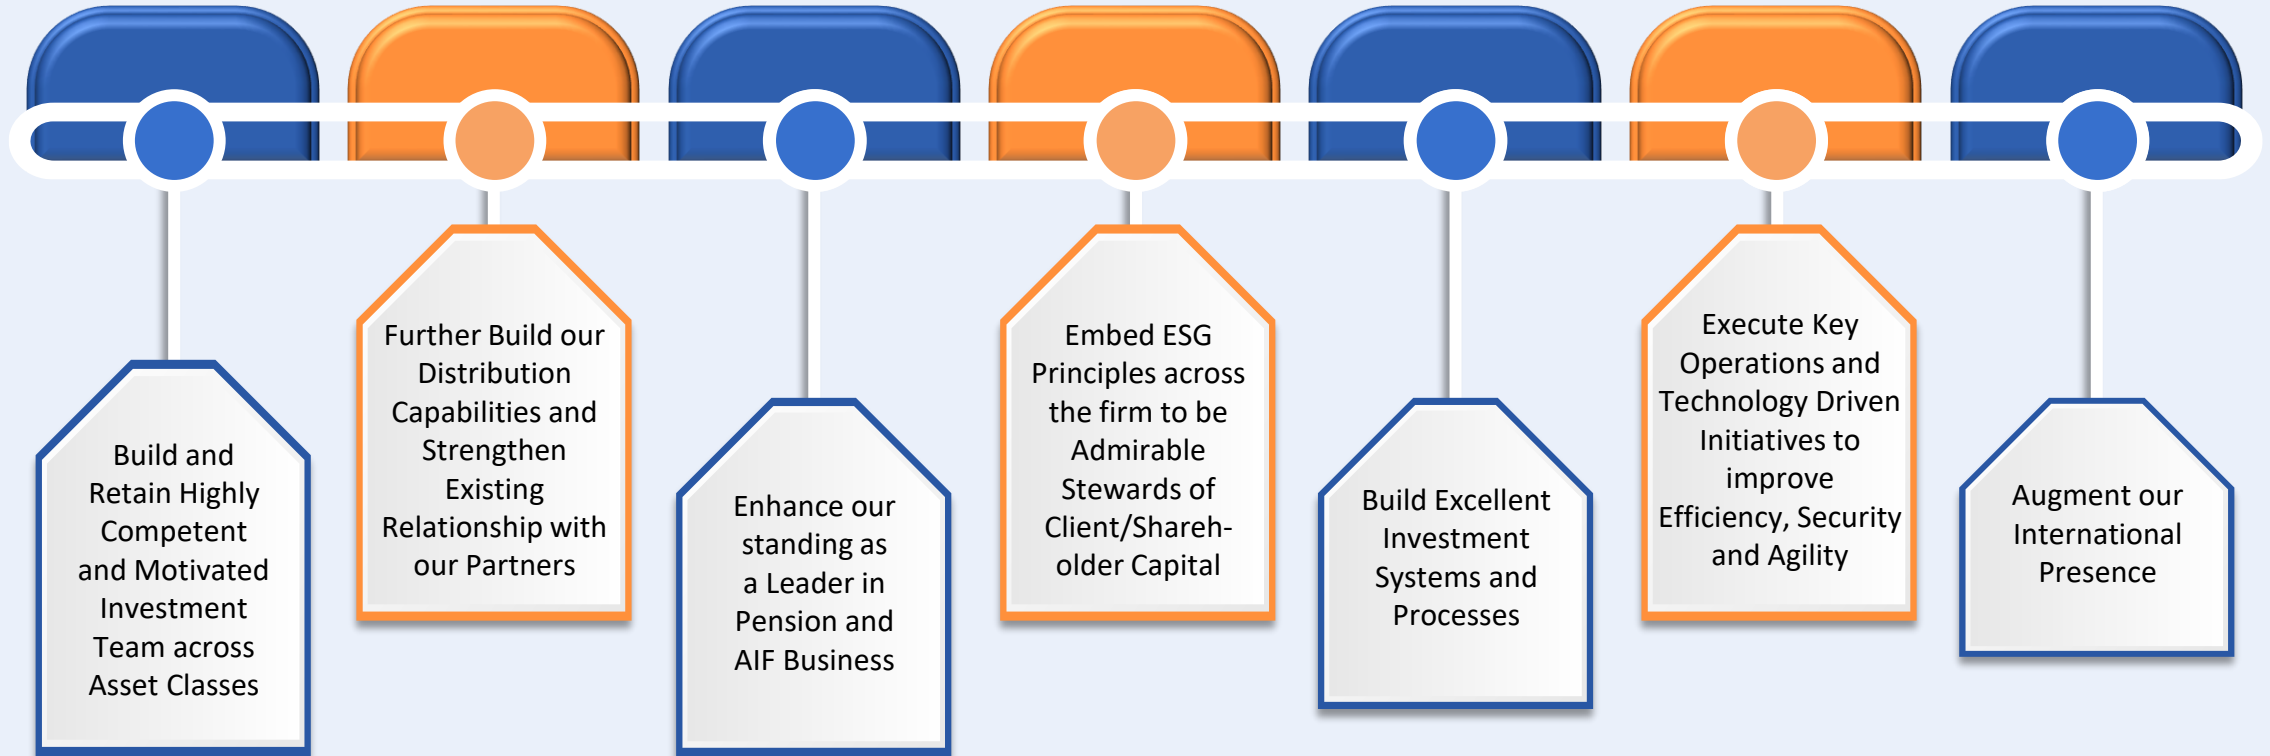 Build and
Retain Highly
Competent
and Motivated
Investment
Team across
Asset Classes
Further Build our
Distribution
Capabilities and
Strengthen
Existing
Relationship with
our Partners
Enhance our
standing as
a Leader in
Pension and
AIF Business
Embed ESG
Principles across
the firm to be
Admirable
Stewards of
Client/Shareh-
older Capital
Build Excellent
Investment
Systems and
Processes
Execute Key
Operations and
Technology Driven
Initiatives to
improve
Efficiency, Security
and Agility
Augment our
International
Presence